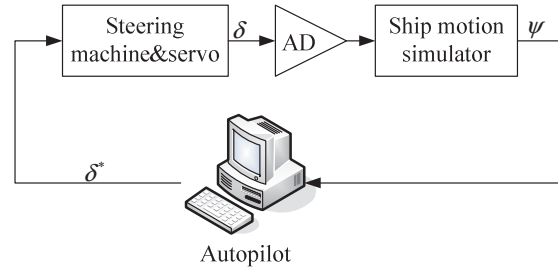 Steering
machine&servo
δ
AD
Ship motion
simulator
ψ
δ*
Autopilot